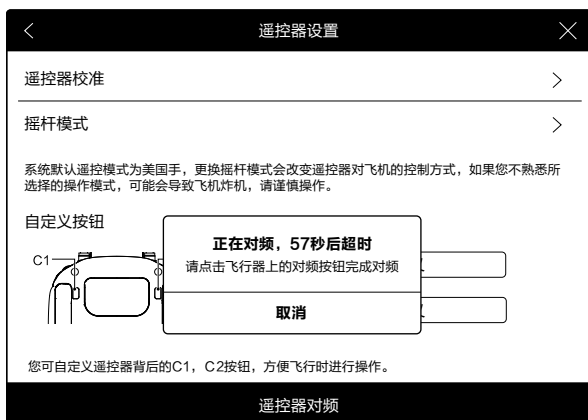 遥控器设置
遥控器校准
摇杆模式
系统默认遥控模式为美国手，更换摇杆模式会改变遥控器对飞机的控制方式，如果您不熟悉所
选择的操作模式，可能会导致飞机炸机，请谨慎操作。
自定义按钮
C1
正在对频，57秒后超时
请点击飞行器上的对频按钮完成对频
取消
您可自定义遥控器背后的C1，C2按钮，方便飞行时进行操作。
遥控器对频